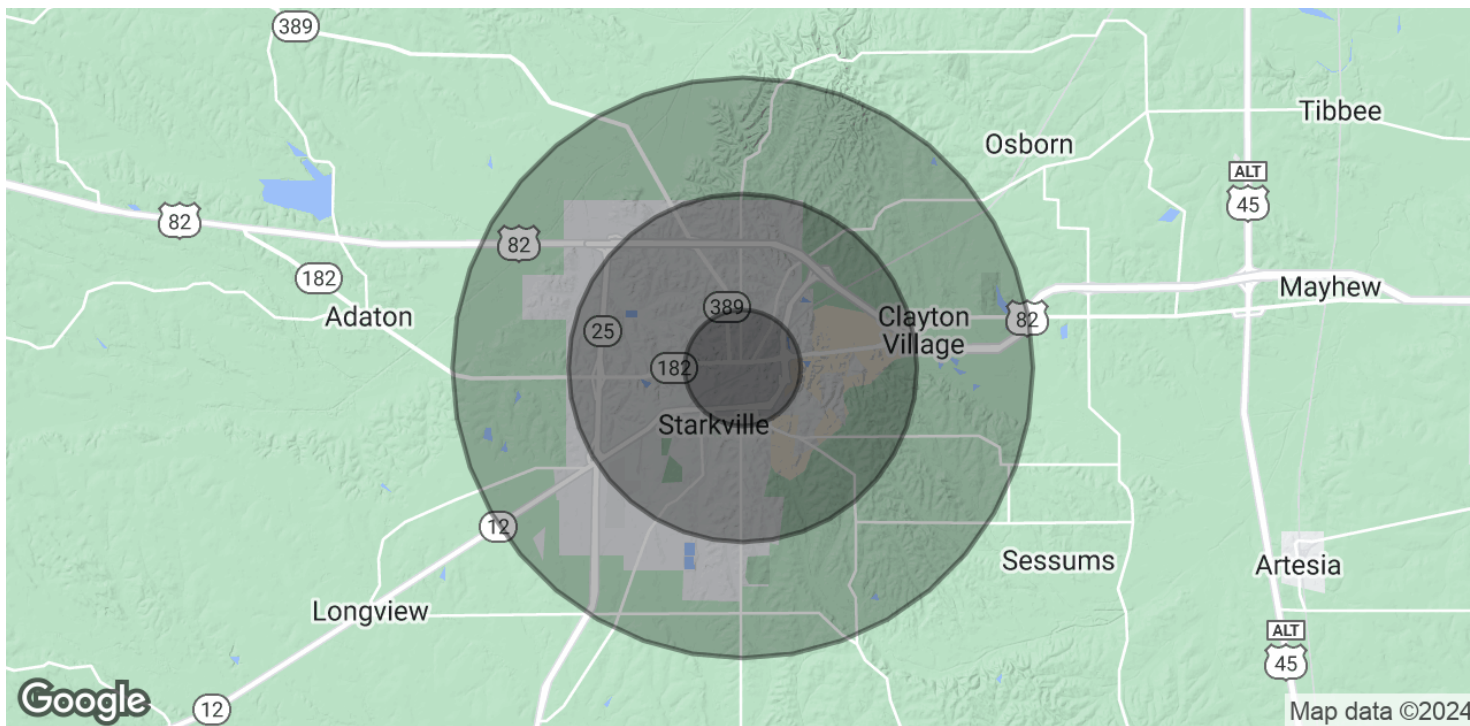 389
Tibbee
Osborn
ALT
45
82
82
182
Mayhew
389
Adaton
Clayton
Village
82
25
182
Starkville
12
Sessums
Artesia
Longview
ALT
45
12
Google
Map data ©2024